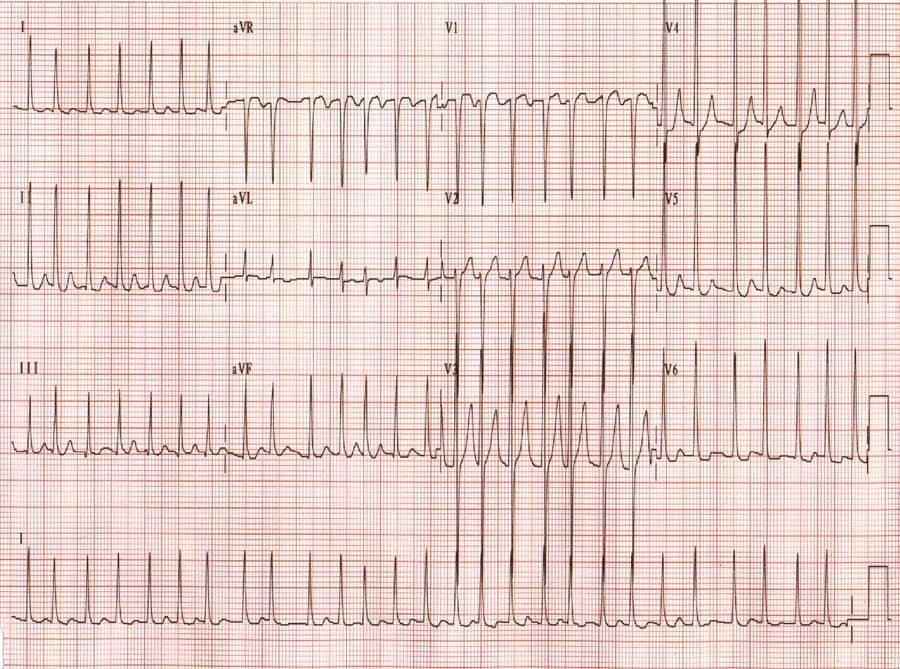 I aVR V1 V4
II aVL V2 V5
III aVF V3 V6
I